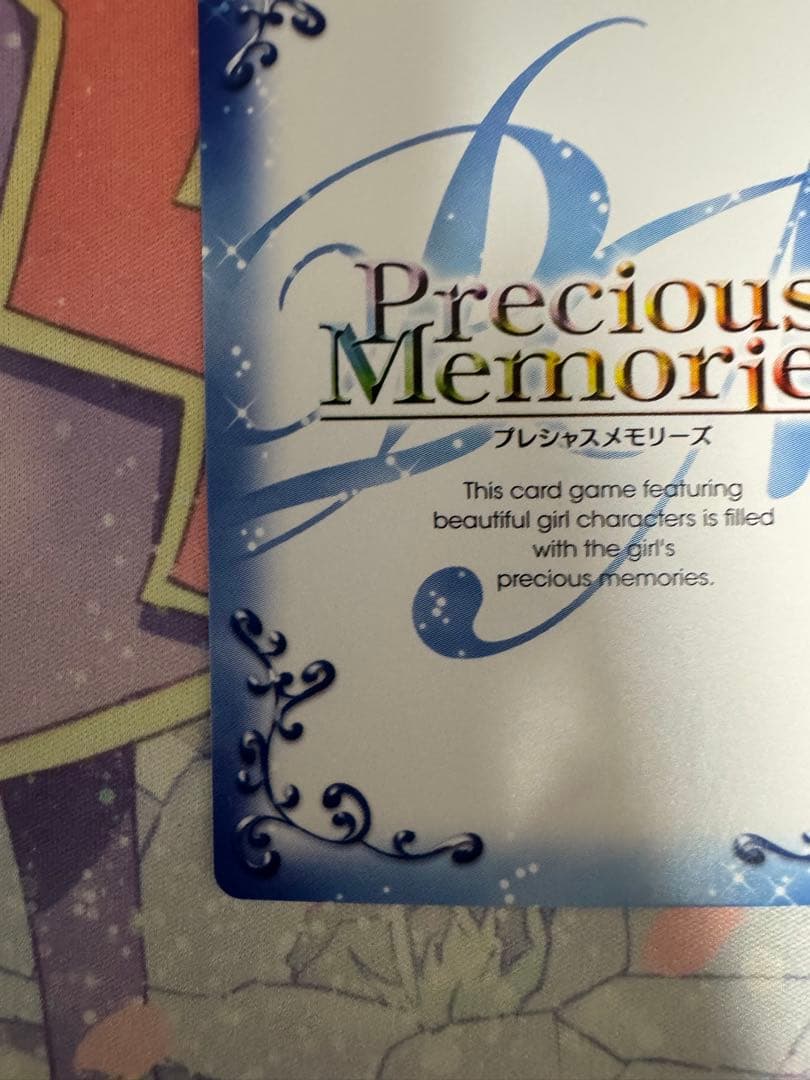 Precious
Memorie
プレシャスメモリーズ
This card game featuring
beautiful girl characters is filled
with the girl's
precious memories.